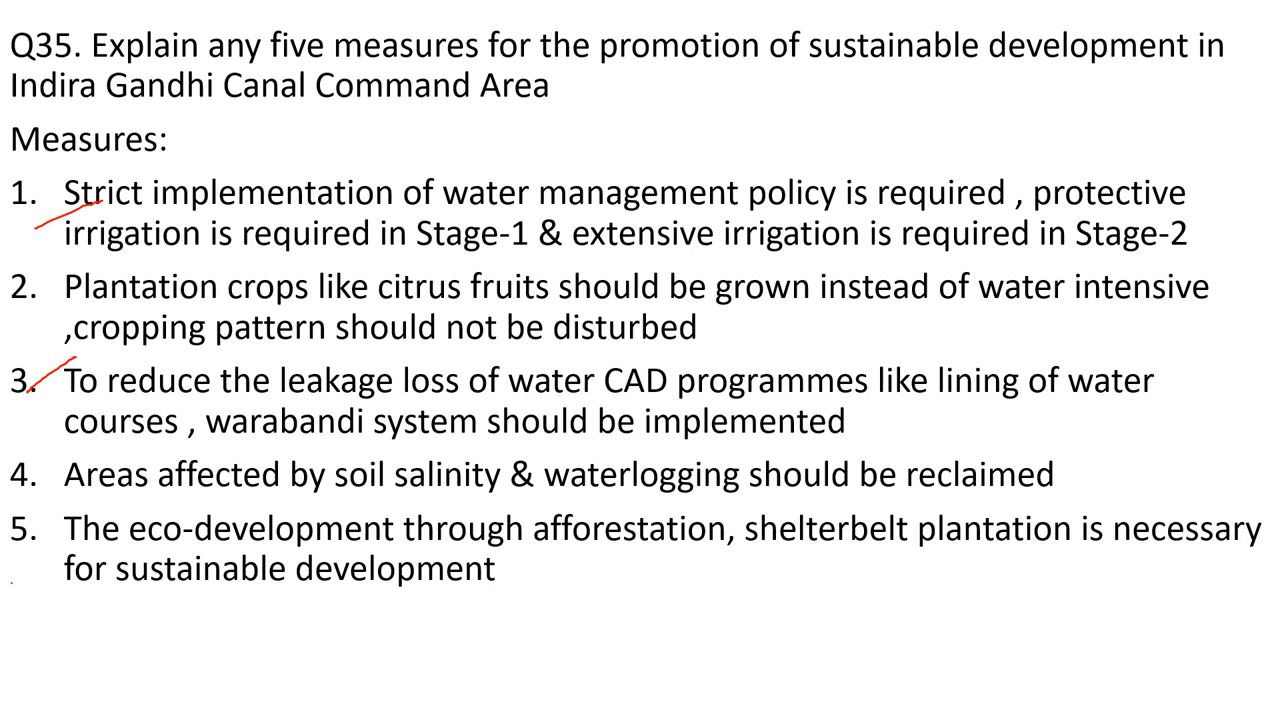 Q35. Explain any five measures for the promotion of sustainable development in
Indira Gandhi Canal Command Area
Measures:
1. Strict implementation of water management policy is required , protective
irrigation is required in Stage-1 & extensive irrigation is required in Stage-2
2. Plantation crops like citrus fruits should be grown instead of water intensive
,cropping pattern should not be disturbed
3. To reduce the leakage loss of water CAD programmes like lining of water
courses , warabandi system should be implemented
4. Areas affected by soil salinity & waterlogging should be reclaimed
5. The eco-development through afforestation, shelterbelt plantation is necessary
for sustainable development